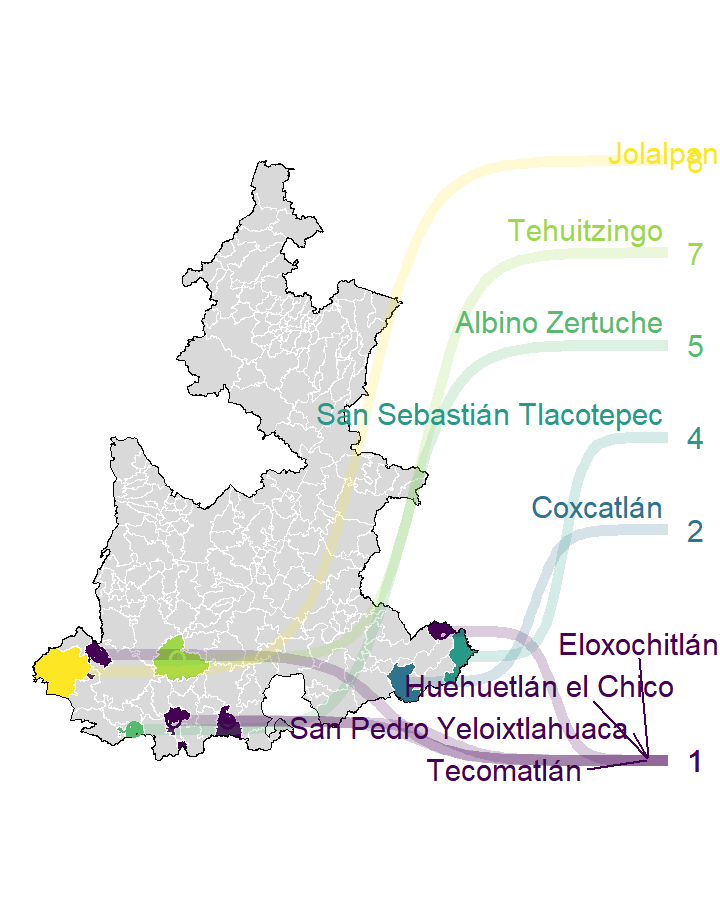 Jolalpan
8
Tehuitzingo
7
Albino Zertuche
5
San Sebastián Tlacotepec
4
Coxcatlán
2
Eloxochitlán
Huehuetlán el Chico
San Pedro Yeloixtlahuaca
Tecomatlán
1